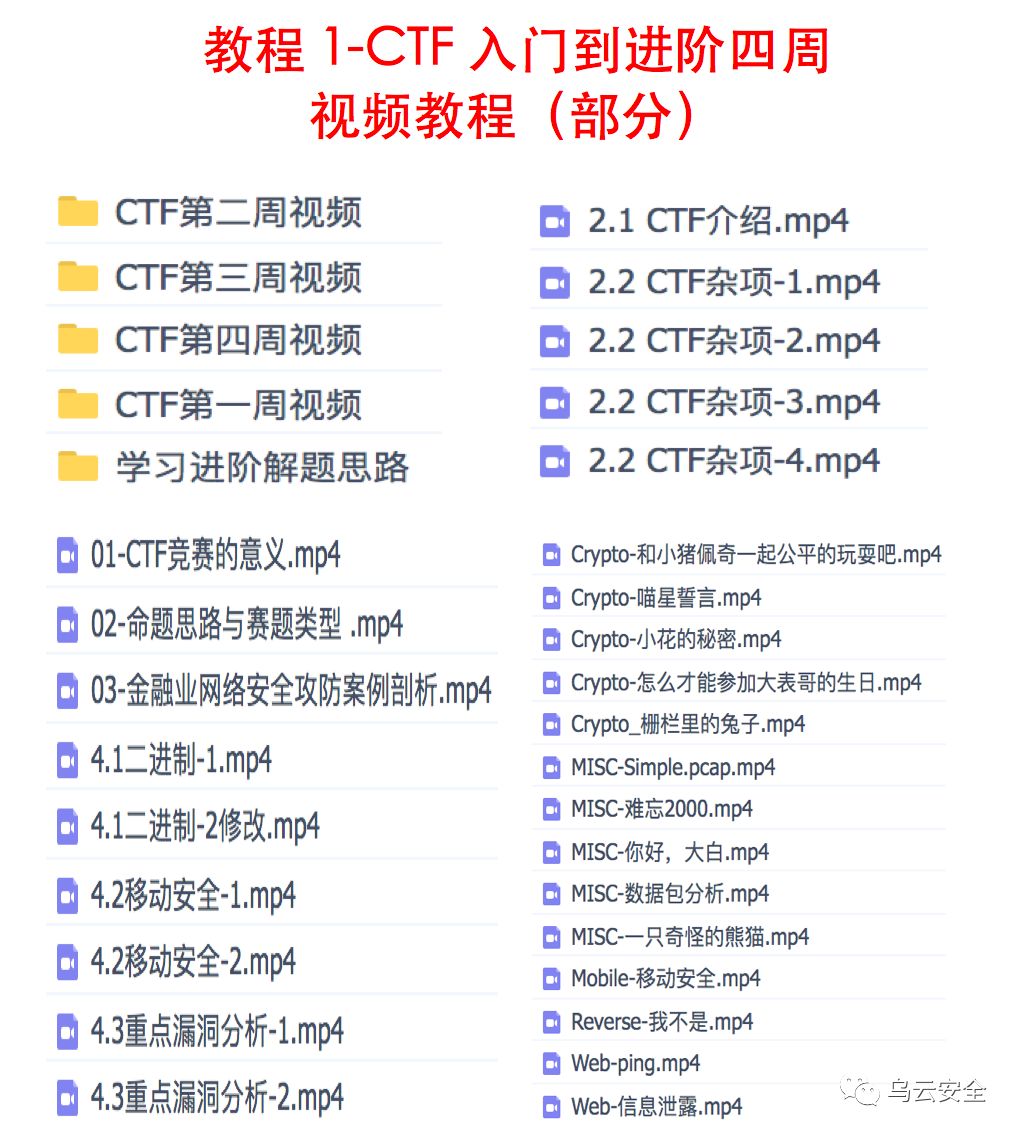 教程 1-CTF 入门到进阶四周
视频教程（部分）
CTF第二周视频
CTF第三周视频
CTF第四周视频
CTF第一周视频
学习进阶解题思路
2.1 CTF介绍.mp4
2.2 CTF杂项-1.mp4
2.2 CTF杂项-2.mp4
2.2 CTF杂项-3.mp4
2.2 CTF杂项-4.mp4
01-CTF竞赛的意义.mp4
02-命题思路与赛题类型 .mp4
03-金融业网络安全攻防案例剖析.mp4
4.1二进制-1.mp4
4.1二进制-2修改.mp4
4.2移动安全-1.mp4
4.2移动安全-2.mp4
4.3重点漏洞分析-1.mp4
4.3重点漏洞分析-2.mp4
Crypto-和小猪佩奇一起公平的玩耍吧.mp4
Crypto-喵星誓言.mp4
Crypto-小花的秘密.mp4
Crypto-怎么才能参加大表哥的生日.mp4
Crypto_栅栏里的兔子.mp4
MISC-Simple.pcap.mp4
MISC-难忘2000.mp4
MISC-你好，大白.mp4
MISC-数据包分析.mp4
MISC-一只奇怪的熊猫.mp4
Mobile-移动安全.mp4
Reverse-我不是.mp4
Web-ping.mp4
Web-信息泄露.mp4
乌云安全